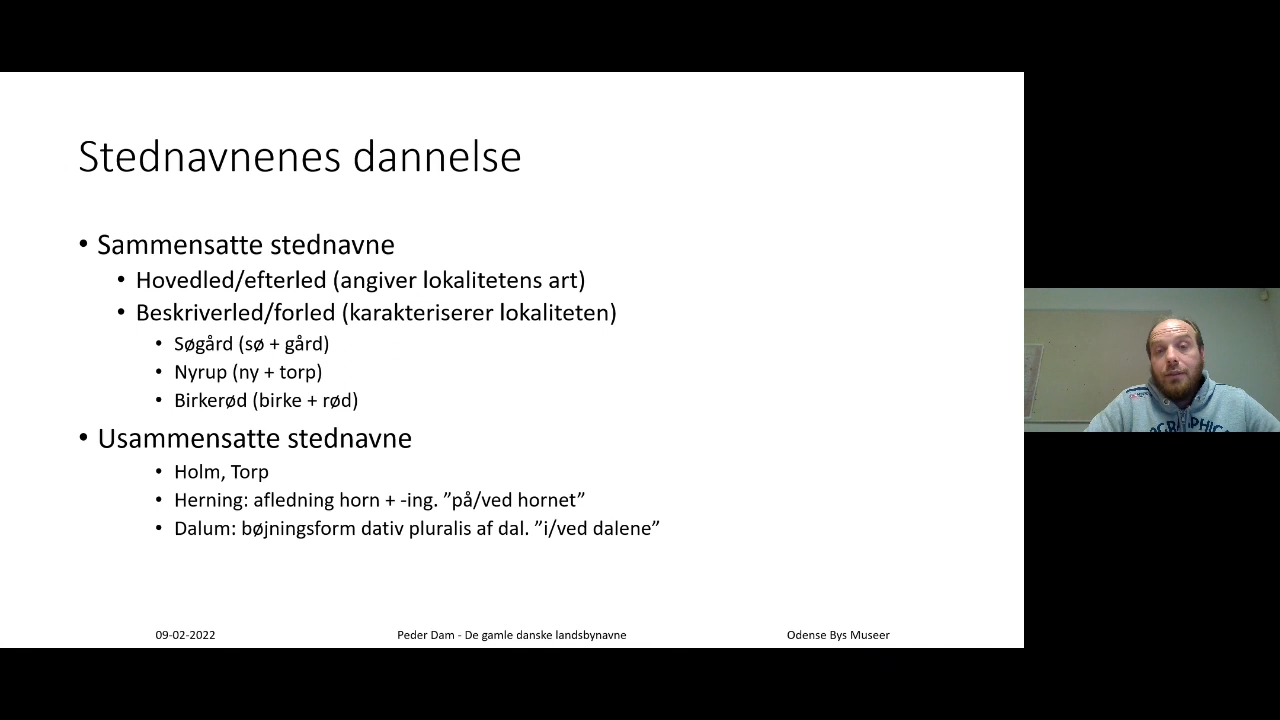 Stednavnenes dannelse
• Sammensatte stednavne
• Hovedled/efterled (angiver lokalitetens art)
• Beskriverled/forled (karakteriserer lokaliteten)
• Søgård (sø + gård)
• Nyrup (ny + torp)
• Birkerød (birke + rød)
• Usammensatte stednavne
• Holm, Torp
• Herning: afledning horn + -ing. ”på/ved hornet”
• Dalum: bøjningsform dativ pluralis af dal. ”i/ved dalene”
09-02-2022 Peder Dam - De gamle danske landsbynavne Odense Bys Museer